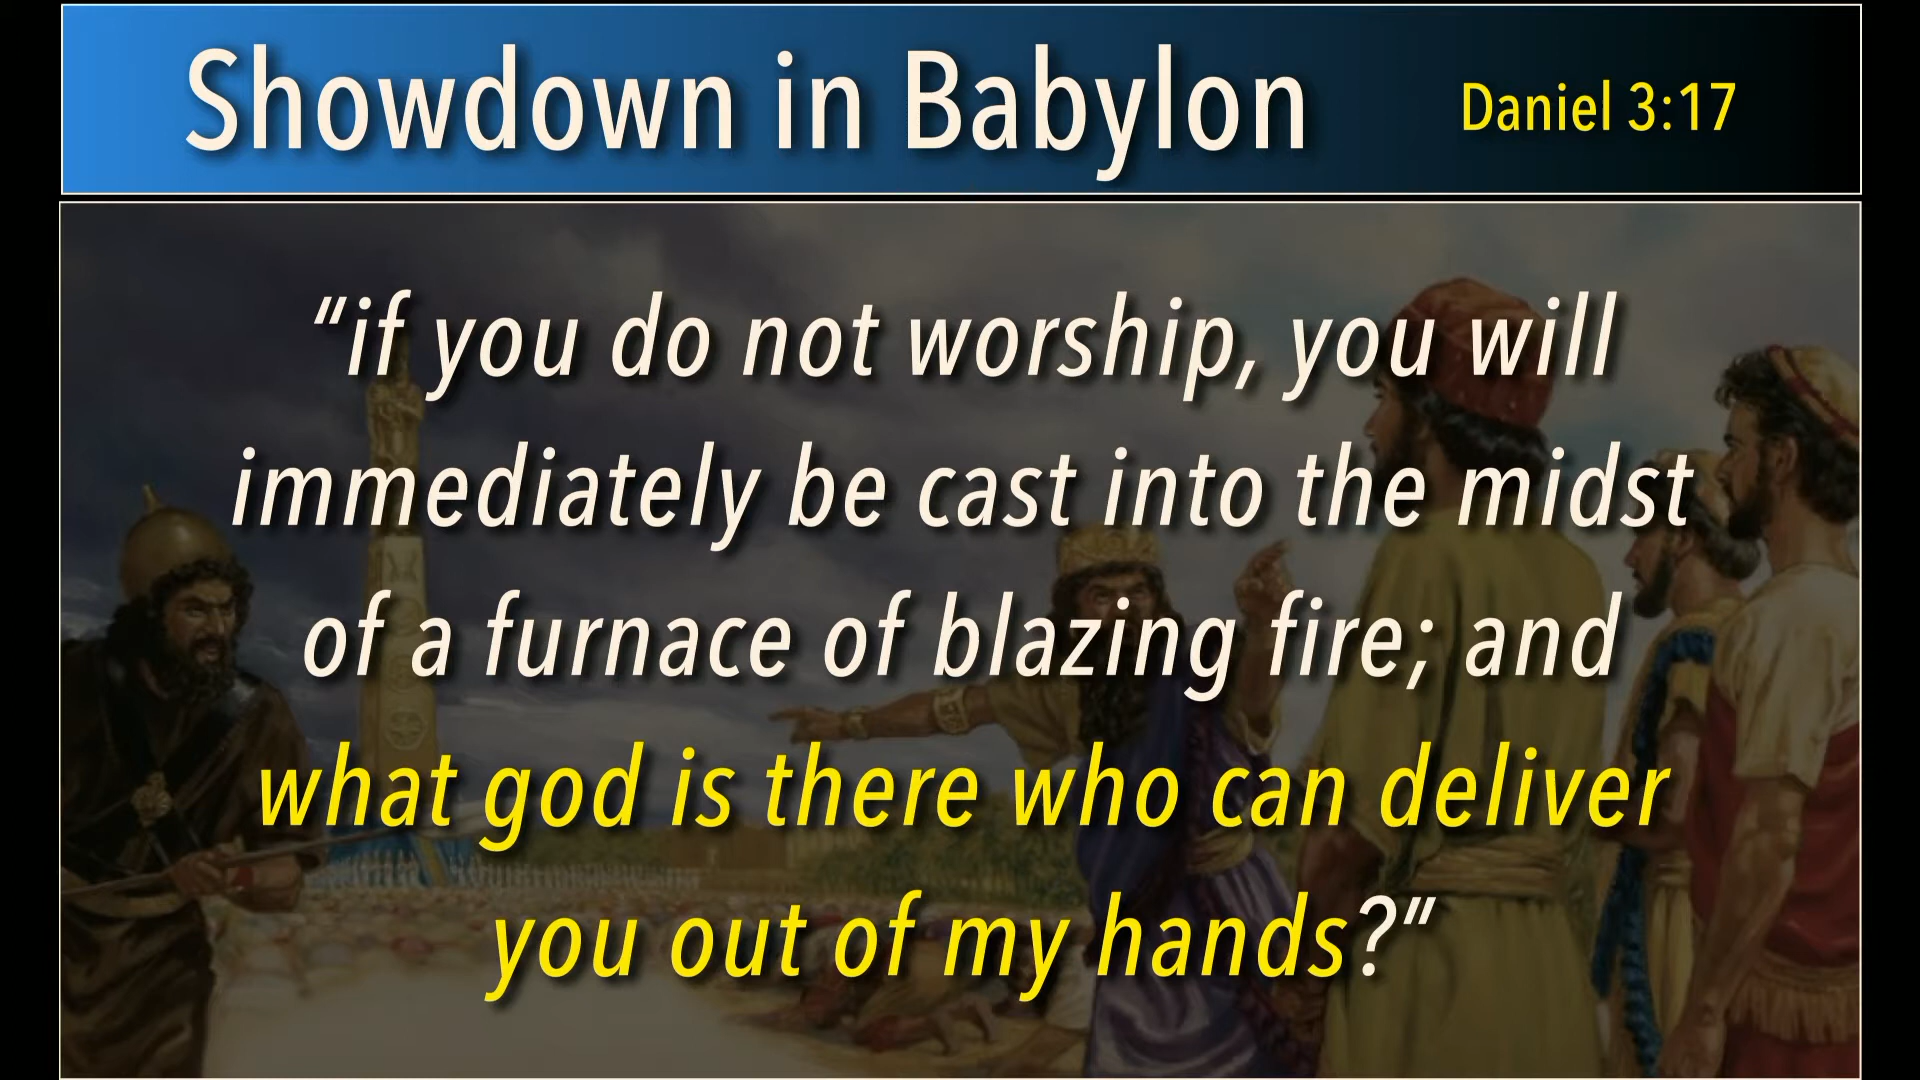 Showdown in Babylon
Daniel 3:17
“if you do not worship, you will
immediately be cast into the midst
of a furnace of blazing fire; and
what god is there who can deliver
you out of my hands?”